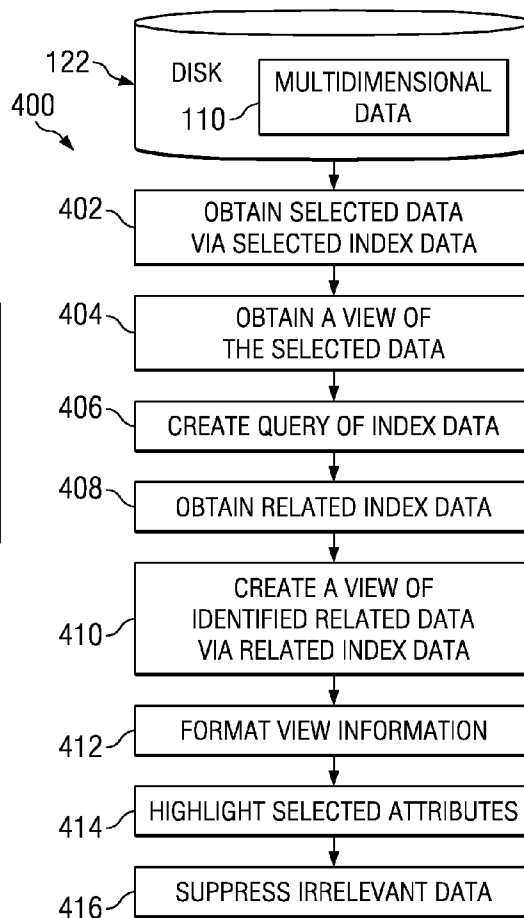 122
DISK
MULTIDIMENSIONAL
DATA
110
400
402
OBTAIN SELECTED DATA
VIA SELECTED INDEX DATA
404
OBTAIN A VIEW OF
THE SELECTED DATA
406
CREATE QUERY OF INDEX DATA
408
OBTAIN RELATED INDEX DATA
410
CREATE A VIEW OF
IDENTIFIED RELATED DATA
VIA RELATED INDEX DATA
412
FORMAT VIEW INFORMATION
414
HIGHLIGHT SELECTED ATTRIBUTES
416
SUPPRESS IRRELEVANT DATA